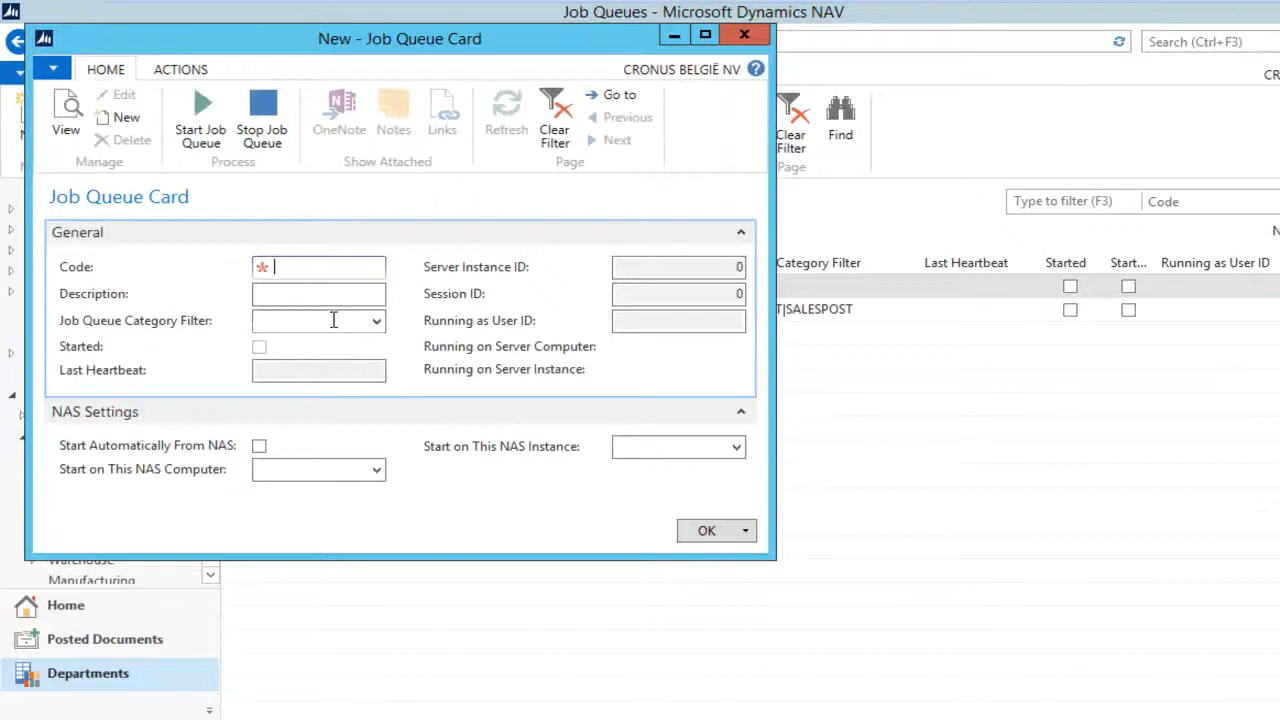 Job Queues - Microsoft Dynamics NAV
New - Job Queue Card
Search (Ctrl+F3)
HOME ACTIONS CRONUS BELGIË NV
View
Edit
New
Delete
Manage
Start Job Queue
Stop Job Queue
Process
OneNote
Notes
Links
Show Attached
Refresh
Clear Filter
Go to
Previous
Next
Page
Clear Filter
Find
Page
Job Queue Card
Type to filter (F3) Code
General
Code: Server Instance ID: 0
Description: Session ID: 0
Job Queue Category Filter: Running as User ID:
Started: Running on Server Computer:
Last Heartbeat: Running on Server Instance:
NAS Settings
Start Automatically From NAS: Start on This NAS Instance:
Start on This NAS Computer:
OK
Category Filter Last Heartbeat Started Start... Running as User ID
T|SALESPOST
Manufacturing
Home
Posted Documents
Departments